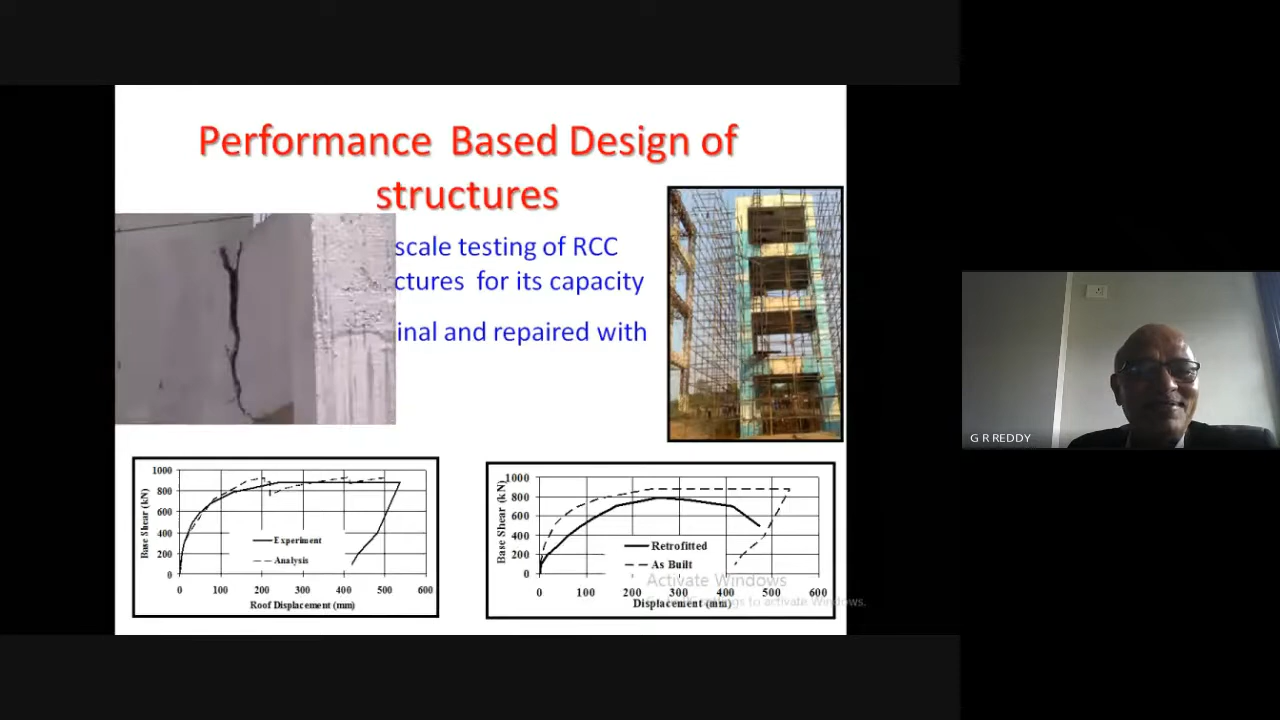 Performance Based Design of
structures
scale testing of RCC
ctures for its capacity
inal and repaired with
G R REDDY
1000
800
600
400
200
0
Base Shear (kN)
Experiment
Analysis
0 100 200 300 400 500 600
Roof Displacement (mm)
1000
800
600
400
200
0
Base Shear (kN)
Retrofitted
As Built
0 100 200 300 400 500 600
Displacement (mm)
Activate Windows
to activate Windows.